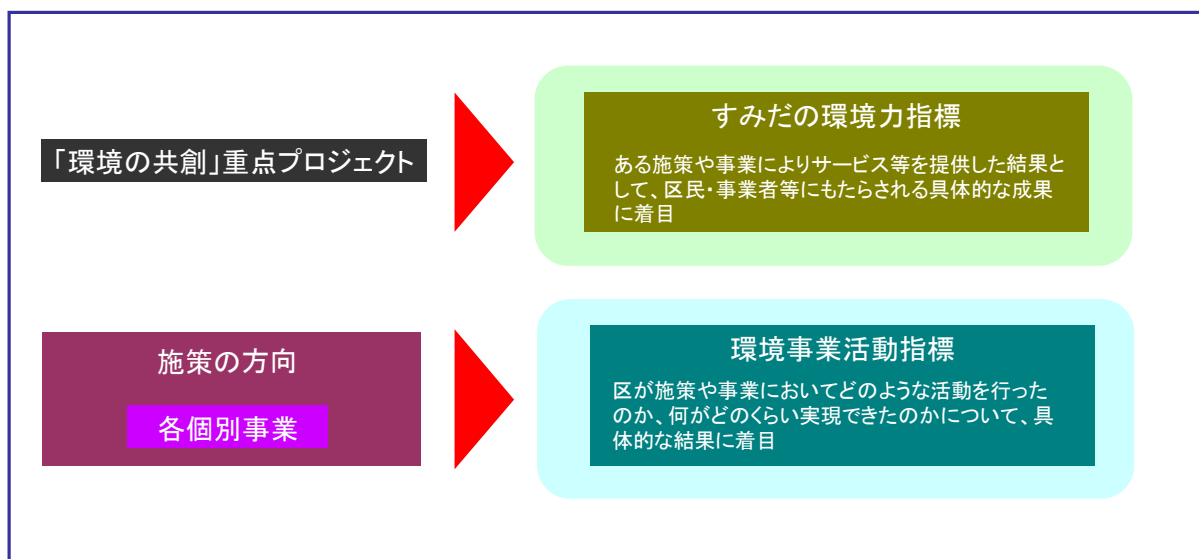 「環境の共創」重点プロジェクト
すみだの環境力指標
ある施策や事業によりサービス等を提供した結果と
して、区民・事業者等にもたらされる具体的な成果
に着目
施策の方向
各個別事業
環境事業活動指標
区が施策や事業においてどのような活動を行った
のか、何がどのくらい実現できたのかについて、具
体的な結果に着目